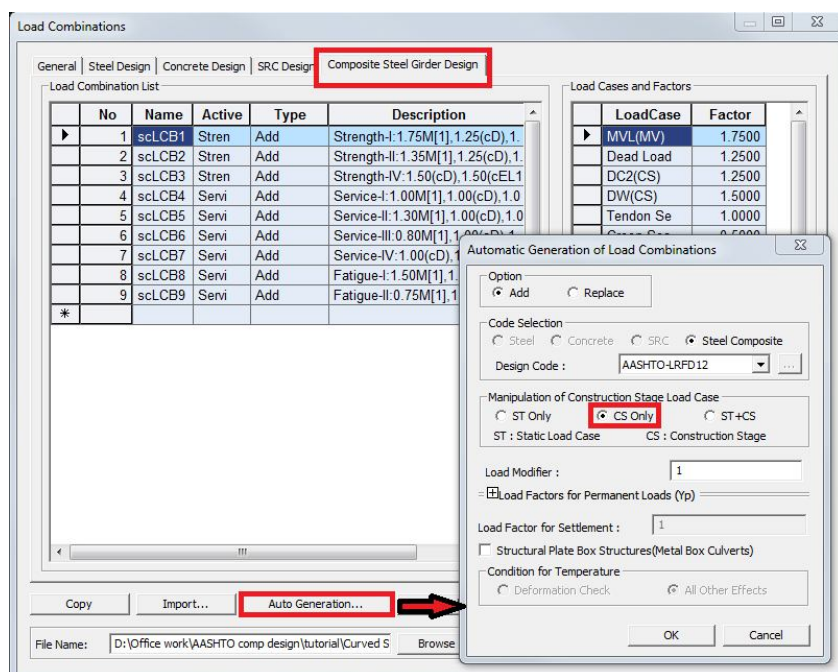 Load Combinations
General Steel Design Concrete Design SRC Design Composite Steel Girder Design
Load Combination List
No Name Active Type Description
1 scLCB1 Stren Add Strength-I:1.75M[1],1.25(cD),1.
2 scLCB2 Stren Add Strength-II:1.35M[1],1.25(cD),1.
3 scLCB3 Stren Add Strength-IV:1.50(cD),1.50(cEL1
4 scLCB4 Servi Add Service-I:1.00M[1],1.00(cD),1.0
5 scLCB5 Servi Add Service-II:1.30M[1],1.00(cD),1.0
6 scLCB6 Servi Add Service-III:0.80M[1],1.00(cD),1
7 scLCB7 Servi Add Service-IV:1.00(cD),1
8 scLCB8 Servi Add Fatigue-I:1.50M[1],1.
9 scLCB9 Servi Add Fatigue-II:0.75M[1],1
*
Load Cases and Factors
LoadCase Factor
MVL(MV) 1.7500
Dead Load 1.2500
DC2(CS) 1.2500
DW(CS) 1.5000
Tendon Se 1.0000
Automatic Generation of Load Combinations
Option
Add Replace
Code Selection
Steel Concrete SRC Steel Composite
Design Code : AASHTO-LRFD12 ...
Manipulation of Construction Stage Load Case
ST Only CS Only ST+CS
ST : Static Load Case CS : Construction Stage
Load Modifier : 1
Load Factors for Permanent Loads (Yp)
Load Factor for Settlement : 1
Structural Plate Box Structures(Metal Box Culverts)
Condition for Temperature
Deformation Check All Other Effects
OK Cancel
Copy Import... Auto Generation...
File Name: D:\Office work\AASHTO comp design\tutorial\Curved S Browse